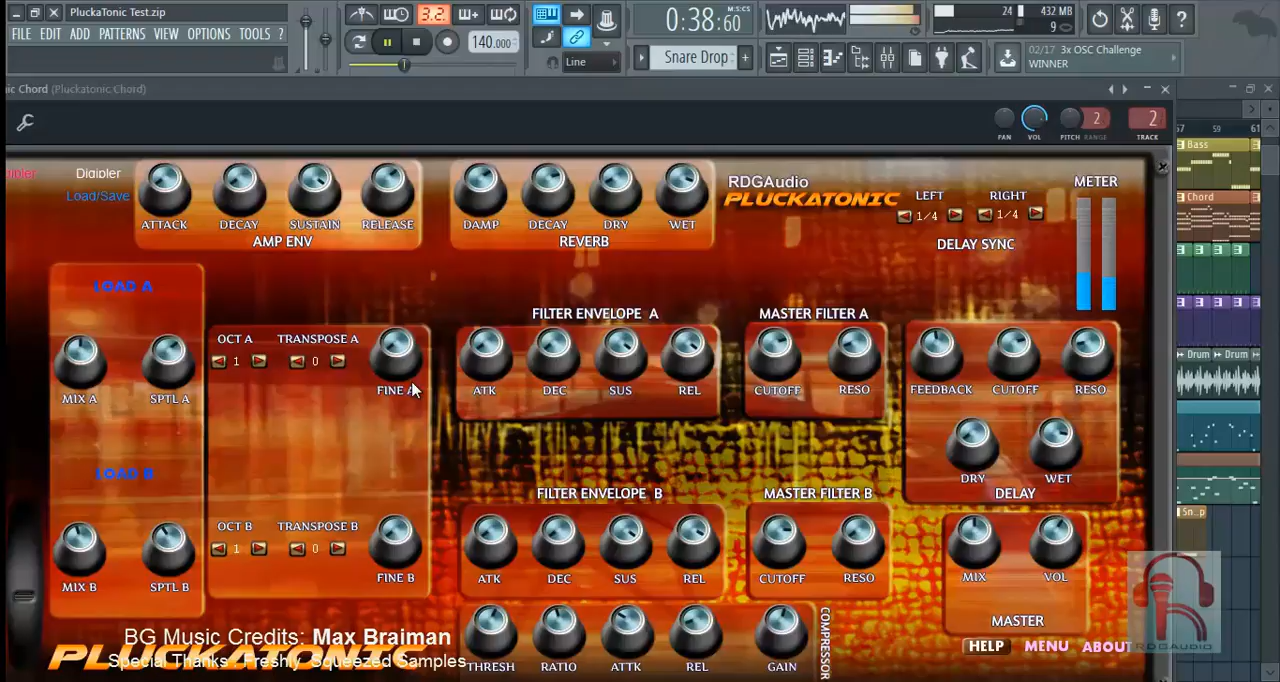 PluckaTonic Test.zip
FILE EDIT ADD PATTERNS VIEW OPTIONS TOOLS ?
3.2.
140.000
0:38:60
M:S:CS
Line
Snare Drop
24
432 MB
9
02/17 3x OSC Challenge
WINNER
nic Chord (Pluckatonic Chord)
PAN VOL PITCH RANGE 2
2 TRACK
57 59 61
Digipler
Load/Save
ATTACK DECAY SUSTAIN RELEASE
AMP ENV
DAMP DECAY DRY WET
REVERB
RDGAudio
PLUCKATONIC
LEFT RIGHT
1/4 1/4
DELAY SYNC
METER
Bass
Chord
Drum Drum
LOAD A
MIX A SPTL A
OCT A TRANSPOSE A
1 0
FINE A
FILTER ENVELOPE A
ATK DEC SUS REL
MASTER FILTER A
CUTOFF RESO
FEEDBACK CUTOFF RESO
DRY WET
DELAY
LOAD B
MIX B SPTL B
OCT B TRANSPOSE B
1 0
FINE B
FILTER ENVELOPE B
ATK DEC SUS REL
MASTER FILTER B
CUTOFF RESO
MIX VOL
MASTER
THRESH RATIO ATTK REL GAIN
COMPRESSOR
HELP MENU ABOUT
RDGAUDIO
BG Music Credits: Max Braiman
PLUCKATONIC
Special Thanks : Freshly Squeezed Samples